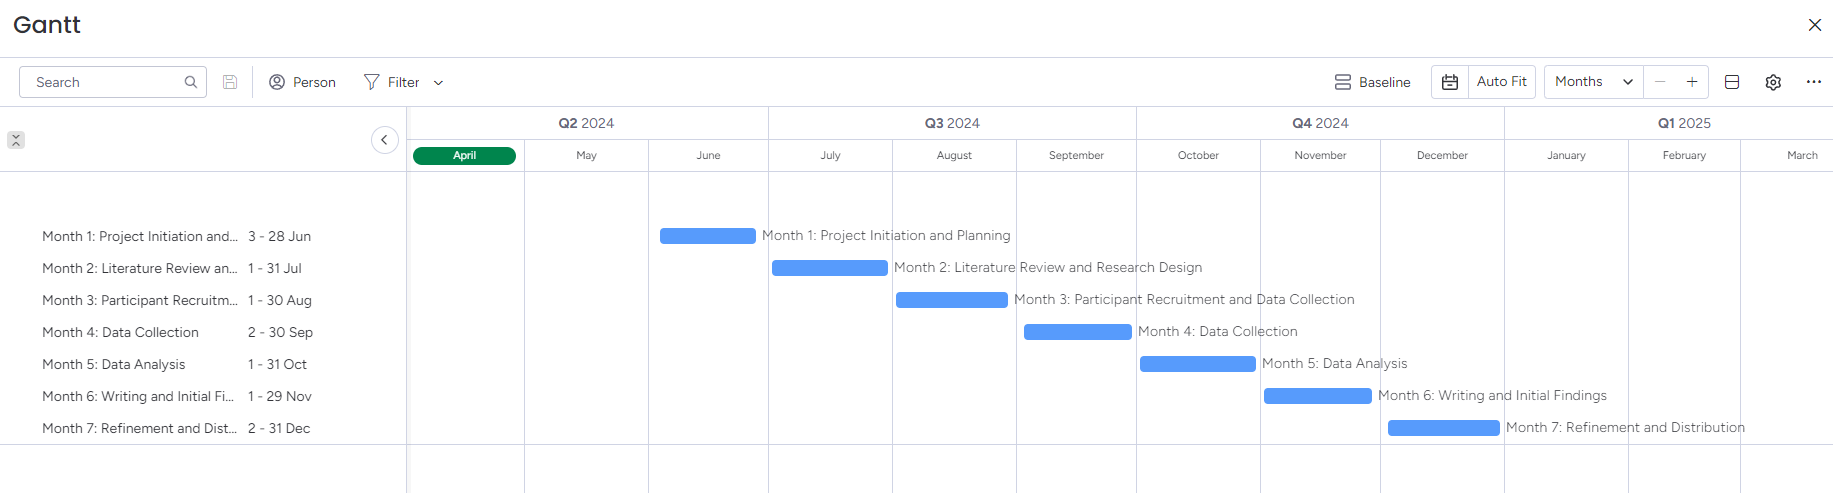 Gantt
Search Person Filter Baseline Auto Fit Months
Q2 2024 Q3 2024 Q4 2024 Q1 2025
April May June July August September October November December January February March
Month 1: Project Initiation and... 3 - 28 Jun Month 1: Project Initiation and Planning
Month 2: Literature Review an... 1 - 31 Jul Month 2: Literature Review and Research Design
Month 3: Participant Recruitm... 1 - 30 Aug Month 3: Participant Recruitment and Data Collection
Month 4: Data Collection 2 - 30 Sep Month 4: Data Collection
Month 5: Data Analysis 1 - 31 Oct Month 5: Data Analysis
Month 6: Writing and Initial Fi... 1 - 29 Nov Month 6: Writing and Initial Findings
Month 7: Refinement and Dist... 2 - 31 Dec Month 7: Refinement and Distribution